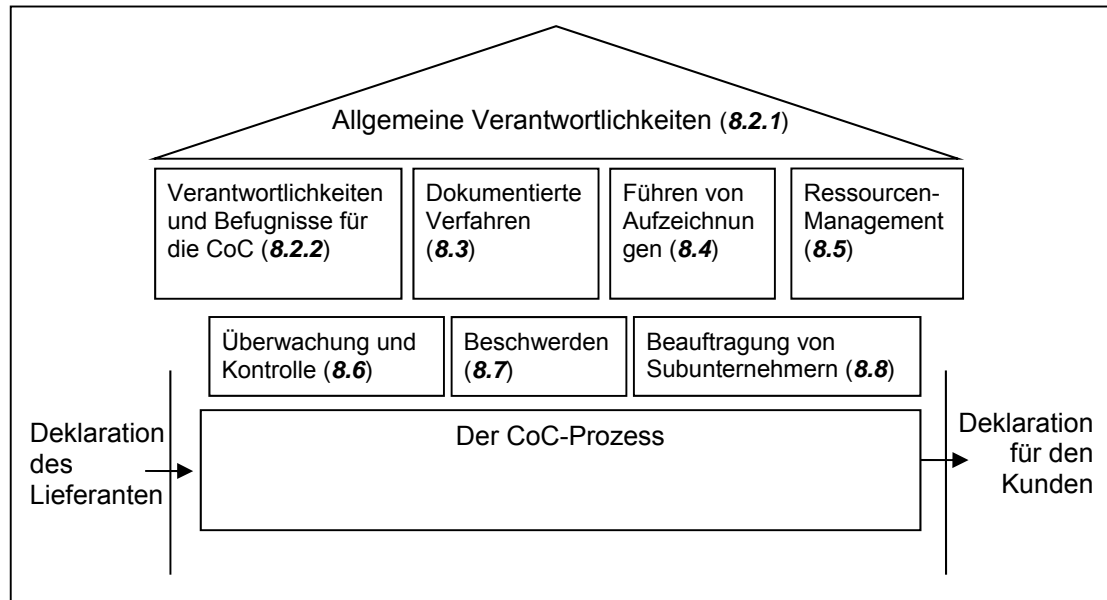 Allgemeine Verantwortlichkeiten (8.2.1)
Verantwortlichkeiten
und Befugnisse für
die CoC (8.2.2)
Dokumentierte
Verfahren
(8.3)
Führen von
Aufzeichnun
gen (8.4)
Ressourcen-
Management
(8.5)
Überwachung und
Kontrolle (8.6)
Beschwerden
(8.7)
Beauftragung von
Subunternehmern (8.8)
Deklaration
des
Lieferanten
Der CoC-Prozess
Deklaration
für den
Kunden